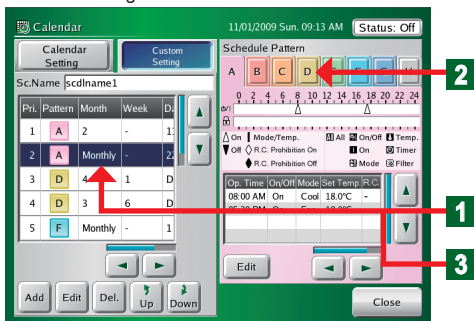 Calendar
11/01/2009 Sun. 09:13 AM
Status: Off
Calendar
Setting
Custom
Setting
Sc.Name scdlname1
Pri. Pattern Month Week Da
1 A 2 -
2 A Monthly - 22
3 D 4 1 D
4 D 3 6 D
5 F Monthly - 1
Add Edit Del. Up Down
Schedule Pattern
A B C D
0 2 4 6 8 10 12 14 16 18 20 22 24
On Mode/Temp. All On/Off Temp.
Off R.C. Prohibition On On Timer
R.C. Prohibition Off Mode Filter
Op. Time On/Off Mode Set Temp. R.C.
08:00 AM On Cool 18.0°C -
Edit
Close
2
1
3